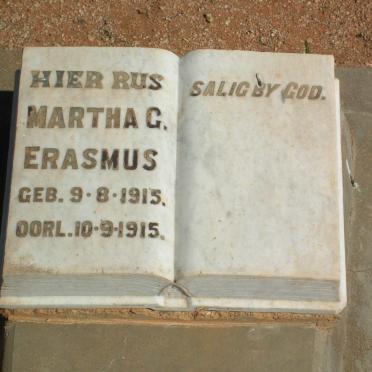 HIER RUS
MARTHA G.
ERASMUS
GEB. 9·8·1915.
OORL.10·9·1915.
SALIG BY GOD.